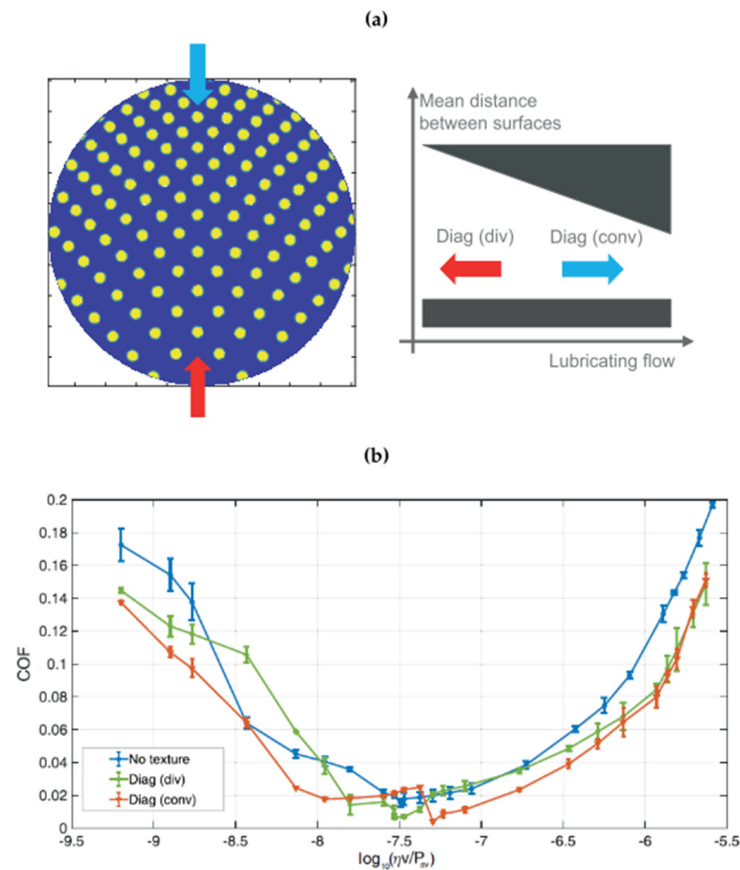 (a)
Mean distance
between surfaces
Diag (div)
Diag (conv)
Lubricating flow
(b)
0.2
0.18
0.16
0.14
0.12
0.1
0.08
0.06
0.04
0.02
0
COF
No texture
Diag (div)
Diag (conv)
-9.5
-9
-8.5
-8
-7.5
-7
-6.5
-6
-5.5
log10(ηv/Pav)